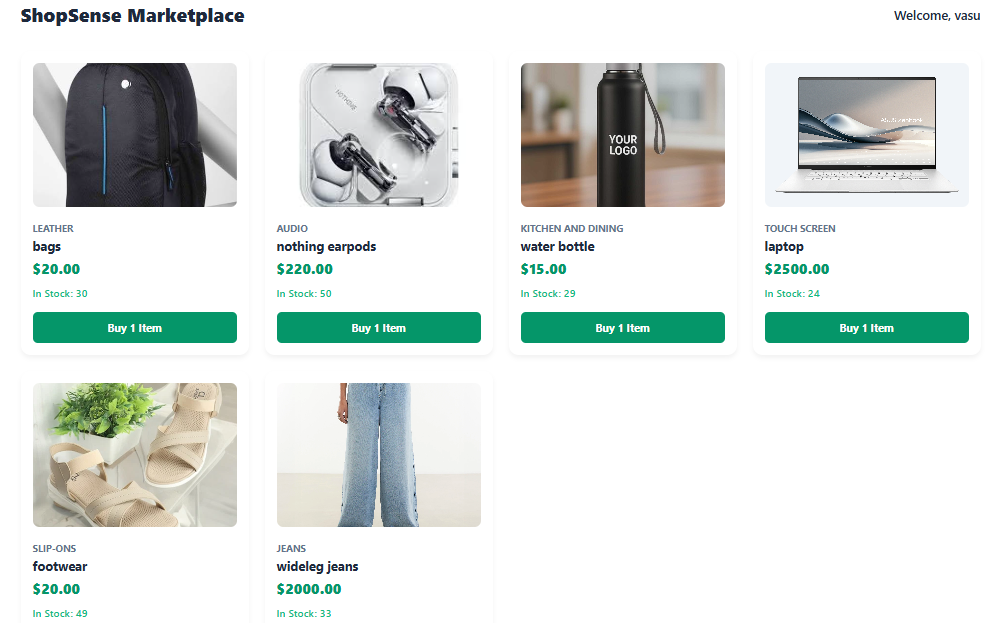 ShopSense Marketplace
Welcome, vasu
NOTHING
YOUR
LOGO
ASUS Zenbook
LEATHER
bags
$20.00
In Stock: 30
Buy 1 Item
AUDIO
nothing earpods
$220.00
In Stock: 50
Buy 1 Item
KITCHEN AND DINING
water bottle
$15.00
In Stock: 29
Buy 1 Item
TOUCH SCREEN
laptop
$2500.00
In Stock: 24
Buy 1 Item
SLIP-ONS
footwear
$20.00
In Stock: 49
JEANS
wideleg jeans
$2000.00
In Stock: 33